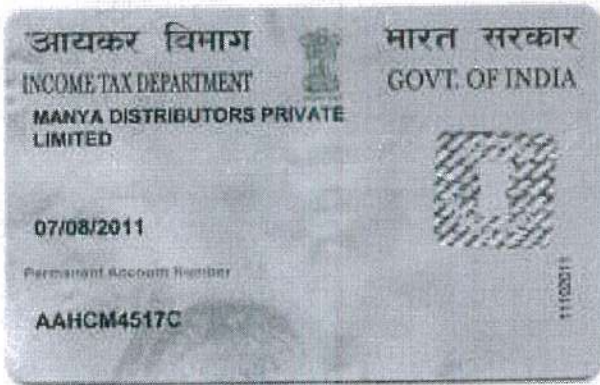 आयकर विभाग
INCOME TAX DEPARTMENT
भारत सरकार
GOVT. OF INDIA
MANYA DISTRIBUTORS PRIVATE
LIMITED
07/08/2011
Permanent Account Number
AAHCM4517C
11102011